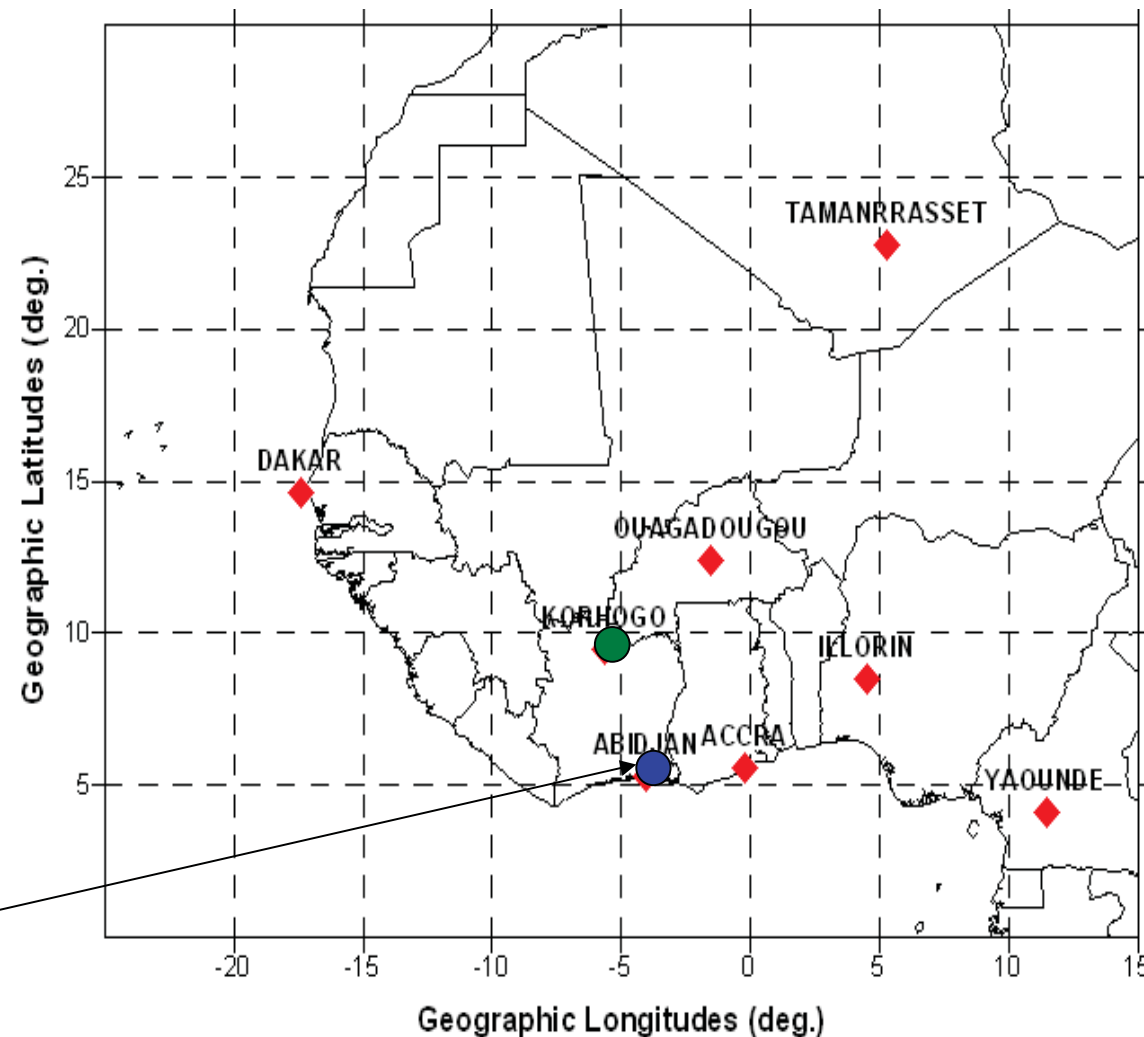 25
TAMANRRASSET
20
DAKAR
15
OUAGADOUGOU
KORHOGO
10
ILLORIN
ABIDJAN
ACCRA
5
YAOUNDE
-20
-15
-10
-5
0
5
10
15
Geographic Latitudes (deg.)
Geographic Longitudes (deg.)